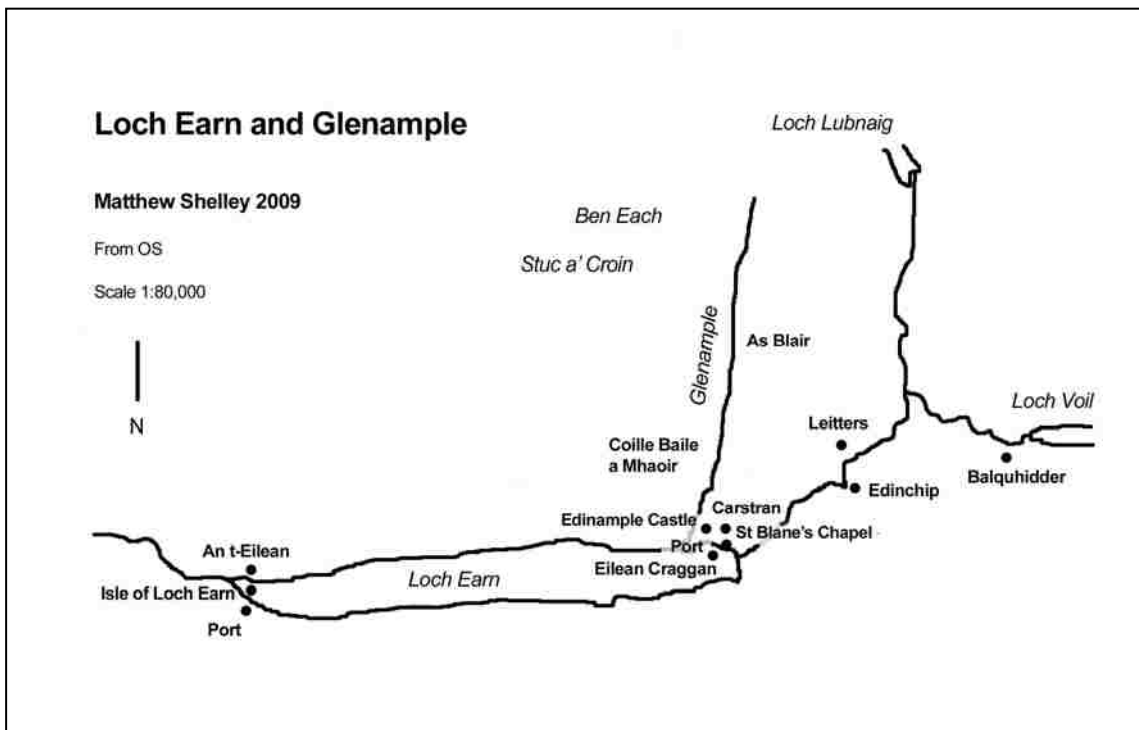 Loch Earn and Glenample
Matthew Shelley 2009
From OS
Scale 1:80,000
N
Loch Lubnaig
Ben Each
Stuc a' Croin
Glenample
As Blair
Loch Voil
Leitters
Coille Baile
a Mhaoir
Balquhidder
Edinchip
Edinample Castle
Carstran
St Blane's Chapel
Port
Eilean Craggan
An t-Eilean
Loch Earn
Isle of Loch Earn
Port